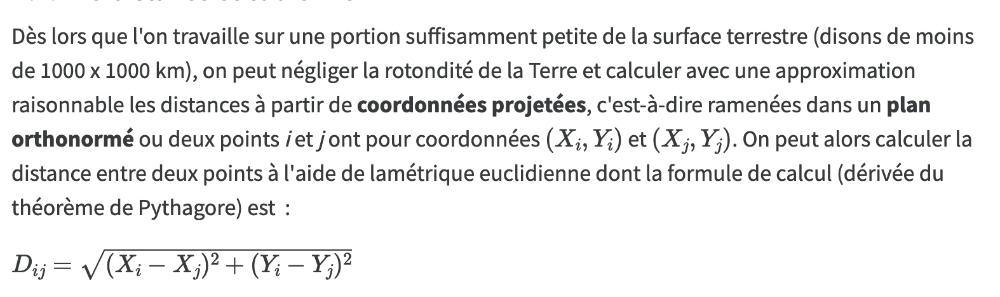 Dès lors que l'on travaille sur une portion suffisamment petite de la surface terrestre (disons de moins
de 1000 x 1000 km), on peut négliger la rotondité de la Terre et calculer avec une approximation
raisonnable les distances à partir de coordonnées projetées, c'est-à-dire ramenées dans un plan
orthonormé ou deux points i et j ont pour coordonnées (X_i, Y_i) et (X_j, Y_j). On peut alors calculer la
distance entre deux points à l'aide de lamétrique euclidienne dont la formule de calcul (dérivée du
théorème de Pythagore) est :
D_{ij} = √((X_i − X_j)² + (Y_i − Y_j)²)